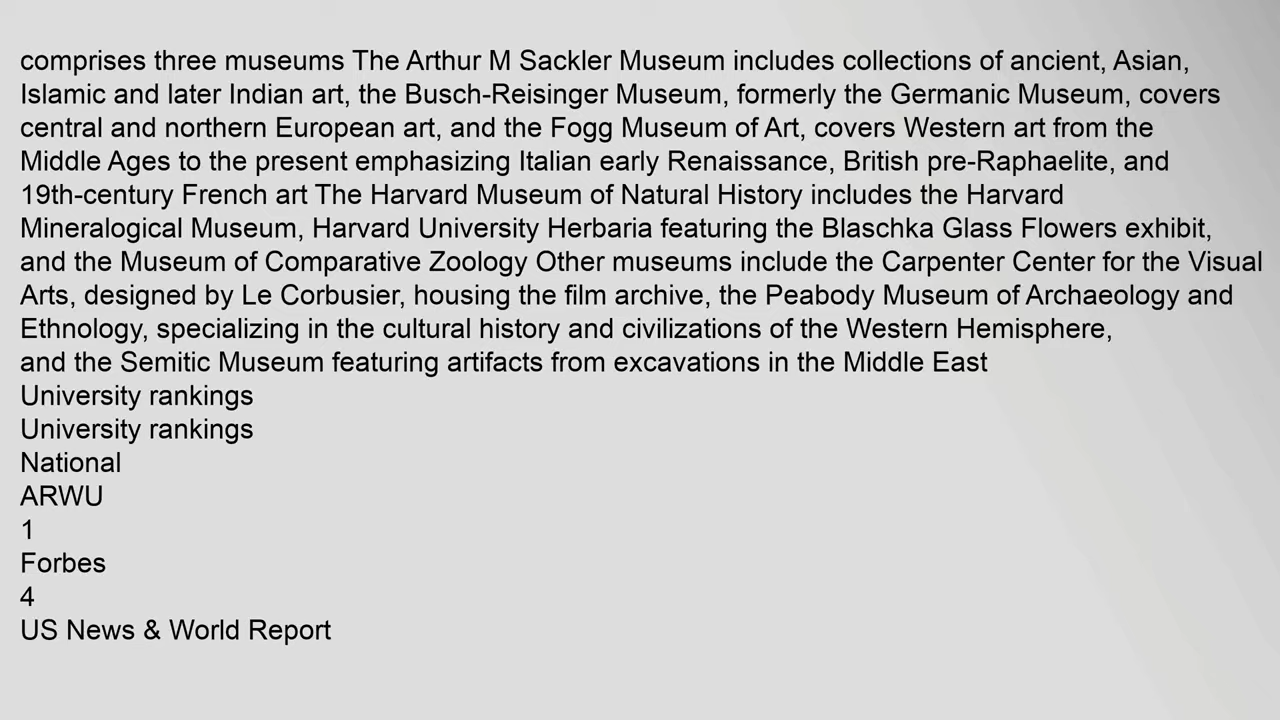 comprises three museums The Arthur M Sackler Museum includes collections of ancient, Asian,
Islamic and later Indian art, the Busch-Reisinger Museum, formerly the Germanic Museum, covers
central and northern European art, and the Fogg Museum of Art, covers Western art from the
Middle Ages to the present emphasizing Italian early Renaissance, British pre-Raphaelite, and
19th-century French art The Harvard Museum of Natural History includes the Harvard
Mineralogical Museum, Harvard University Herbaria featuring the Blaschka Glass Flowers exhibit,
and the Museum of Comparative Zoology Other museums include the Carpenter Center for the Visual
Arts, designed by Le Corbusier, housing the film archive, the Peabody Museum of Archaeology and
Ethnology, specializing in the cultural history and civilizations of the Western Hemisphere,
and the Semitic Museum featuring artifacts from excavations in the Middle East
University rankings
University rankings
National
ARWU
1
Forbes
4
US News & World Report